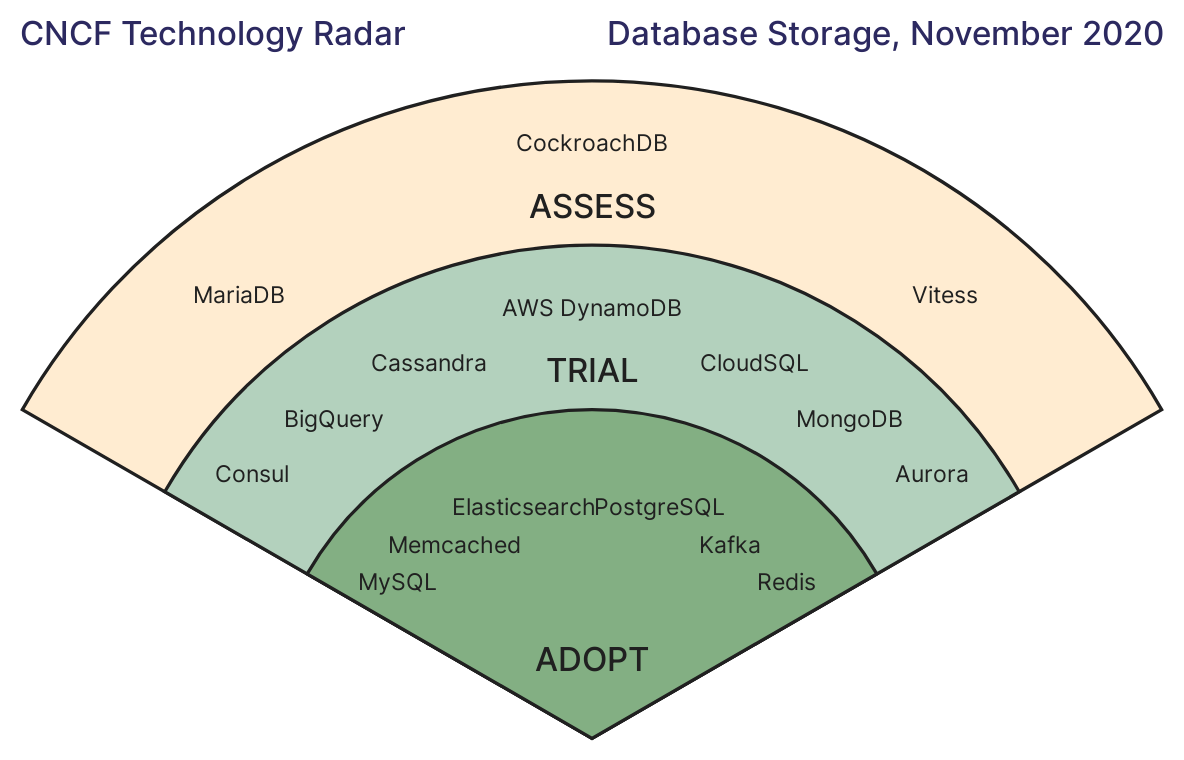 CNCF Technology Radar
Database Storage, November 2020
CockroachDB
ASSESS
MariaDB
Vitess
AWS DynamoDB
Cassandra
TRIAL
CloudSQL
BigQuery
MongoDB
Consul
Aurora
ElasticsearchPostgreSQL
Memcached
Kafka
MySQL
Redis
ADOPT